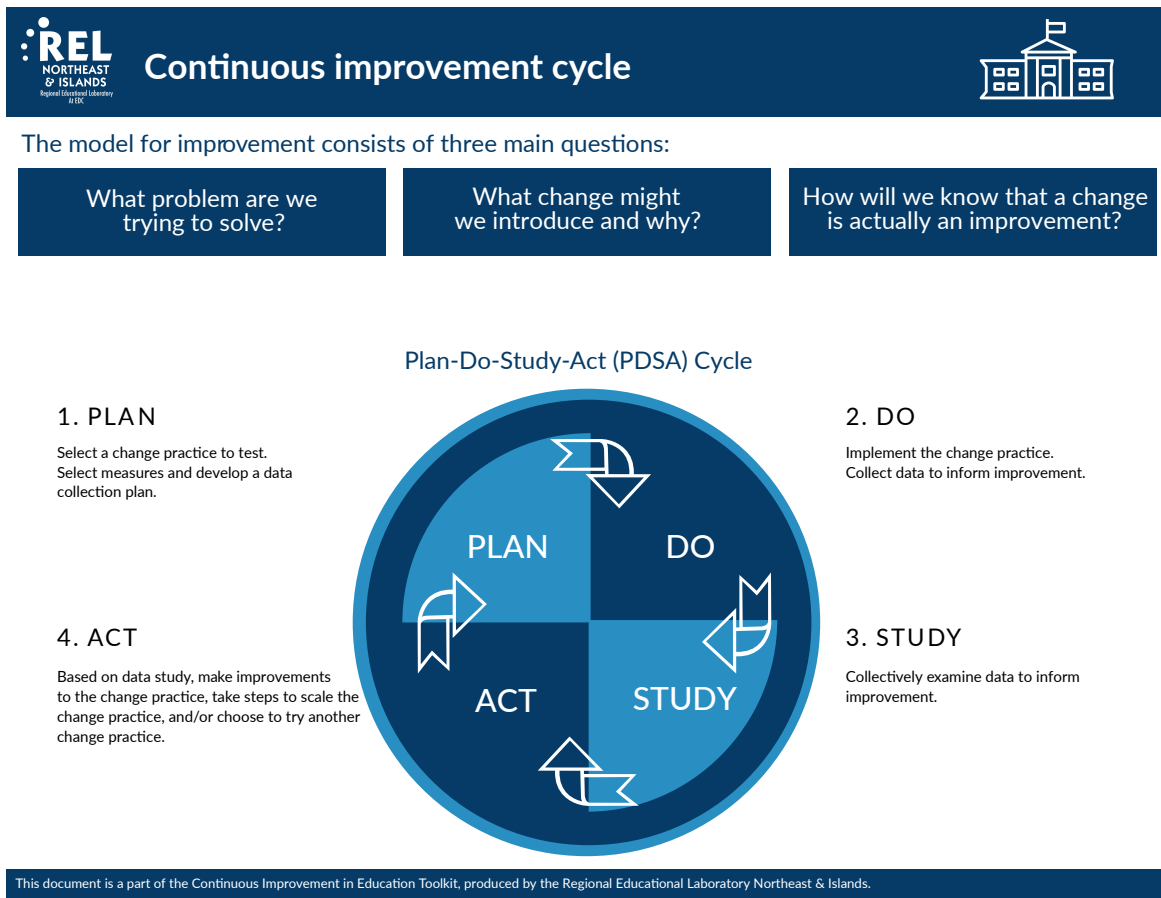 REL
NORTHEAST
& ISLANDS
Regional Educational Laboratory
At EDC
Continuous improvement cycle
The model for improvement consists of three main questions:
What problem are we
trying to solve?
What change might
we introduce and why?
How will we know that a change
is actually an improvement?
Plan-Do-Study-Act (PDSA) Cycle
1. PLAN
Select a change practice to test.
Select measures and develop a data
collection plan.
2. DO
Implement the change practice.
Collect data to inform improvement.
PLAN
DO
ACT
STUDY
4. ACT
Based on data study, make improvements
to the change practice, take steps to scale the
change practice, and/or choose to try another
change practice.
3. STUDY
Collectively examine data to inform
improvement.
This document is a part of the Continuous Improvement in Education Toolkit, produced by the Regional Educational Laboratory Northeast & Islands.